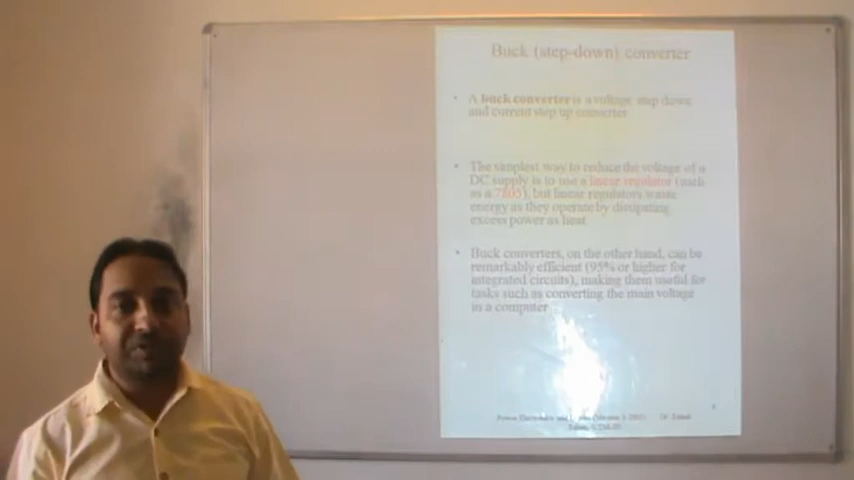 Buck (step-down) converter
• A buck converter is a voltage step down
and current step up converter
• The simplest way to reduce the voltage of a
DC supply is to use a linear regulator (such
as a 7805), but linear regulators waste
energy as they operate by dissipating
excess power as heat
• Buck converters, on the other hand, can be
remarkably efficient (95% or higher for
integrated circuits), making them useful for
tasks such as converting the main voltage
in a computer
Power Electronics and